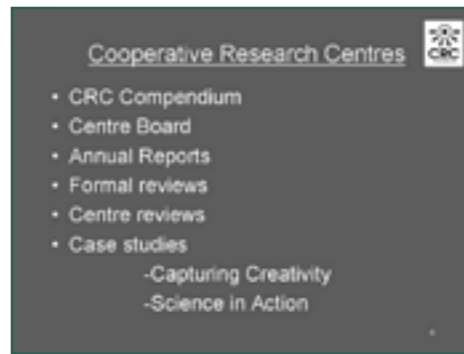 Cooperative Research Centres
CRC
• CRC Compendium
• Centre Board
• Annual Reports
• Formal reviews
• Centre reviews
• Case studies
-Capturing Creativity
-Science in Action